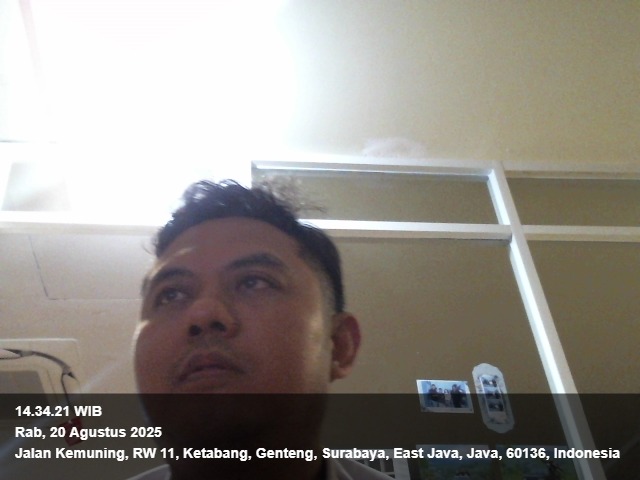 14.34.21 WIB
Rab, 20 Agustus 2025
Jalan Kemuning, RW 11, Ketabang, Genteng, Surabaya, East Java, Java, 60136, Indonesia